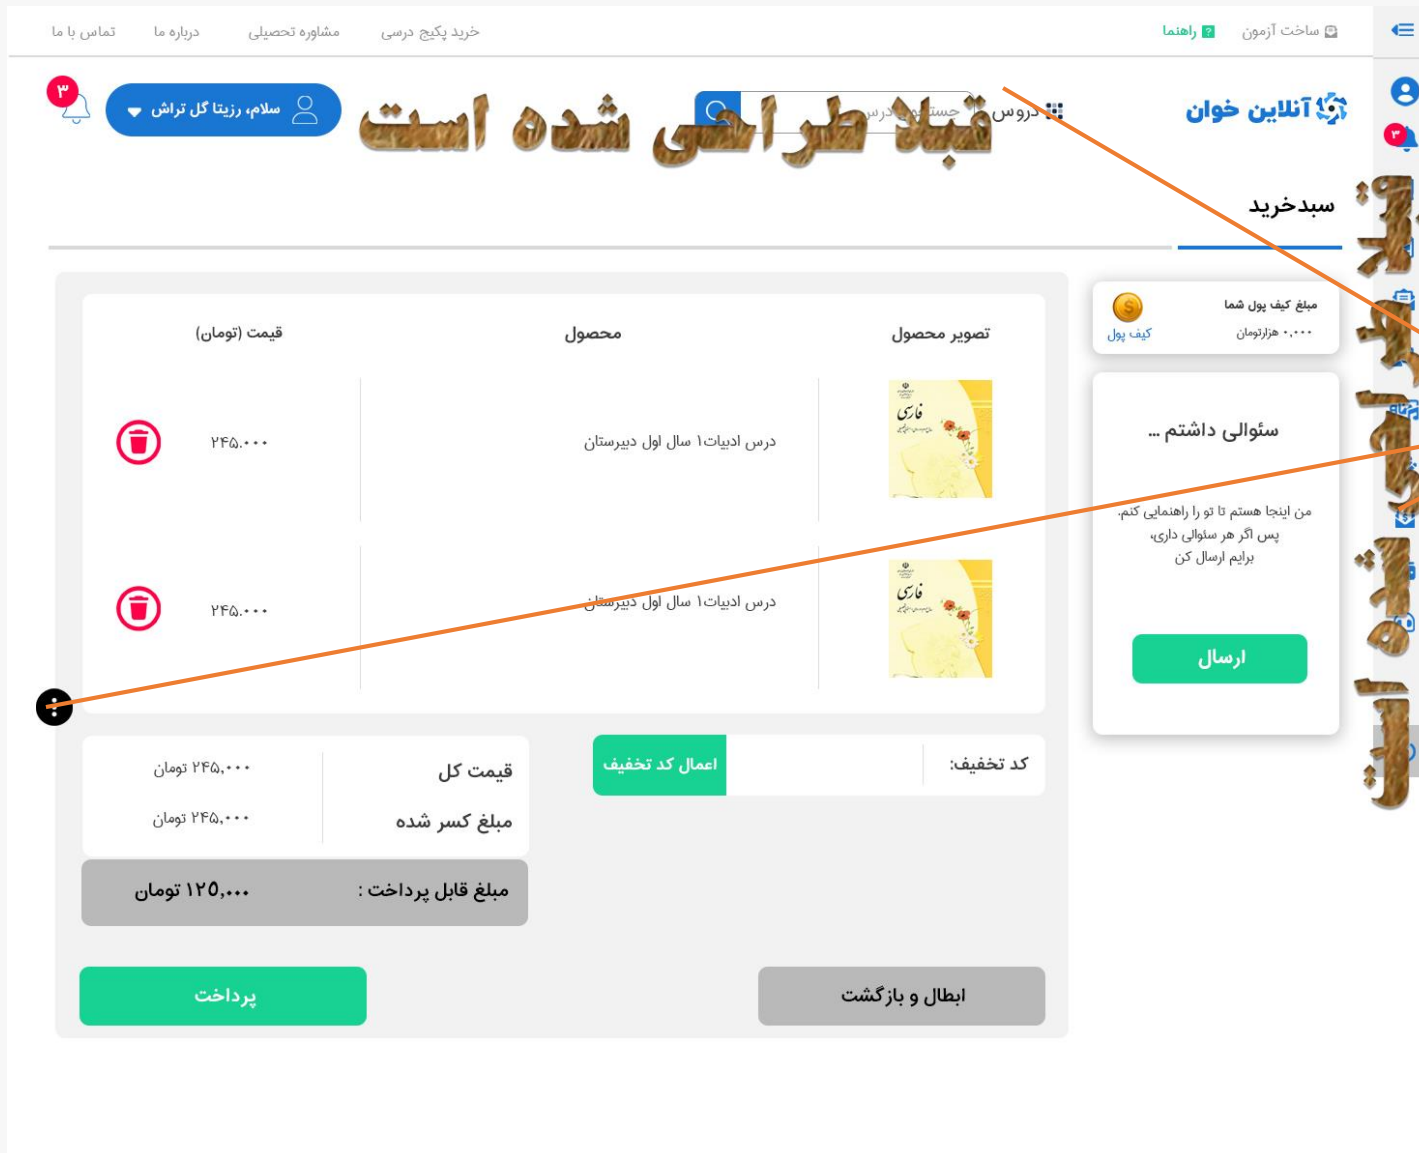 ساخت آزمون
راهنما
خرید پکیج درسی
مشاوره تحصیلی
درباره ما
تماس با ما
آنلاین خوان
دروس
قبلا طراحی شده است
سلام، رزیتا گل تراش
۳
۳
سبدخرید
قبلا طراحی شده است
مبلغ کیف پول شما
۰,۰۰۰ هزارتومان
کیف پول
سئوالی داشتم ...
من اینجا هستم تا تو را راهنمایی کنم.
پس اگر هر سئوالی داری،
برایم ارسال کن
ارسال
تصویر محصول
محصول
قیمت (تومان)
فارسی
درس ادبیات۱ سال اول دبیرستان
۲۴۵.۰۰۰
فارسی
درس ادبیات۱ سال اول دبیرستان
۲۴۵.۰۰۰
کد تخفیف:
اعمال کد تخفیف
قیمت کل
۲۴۵,۰۰۰ تومان
مبلغ کسر شده
۲۴۵,۰۰۰ تومان
مبلغ قابل پرداخت :
۱۲۵,۰۰۰ تومان
ابطال و بازگشت
پرداخت